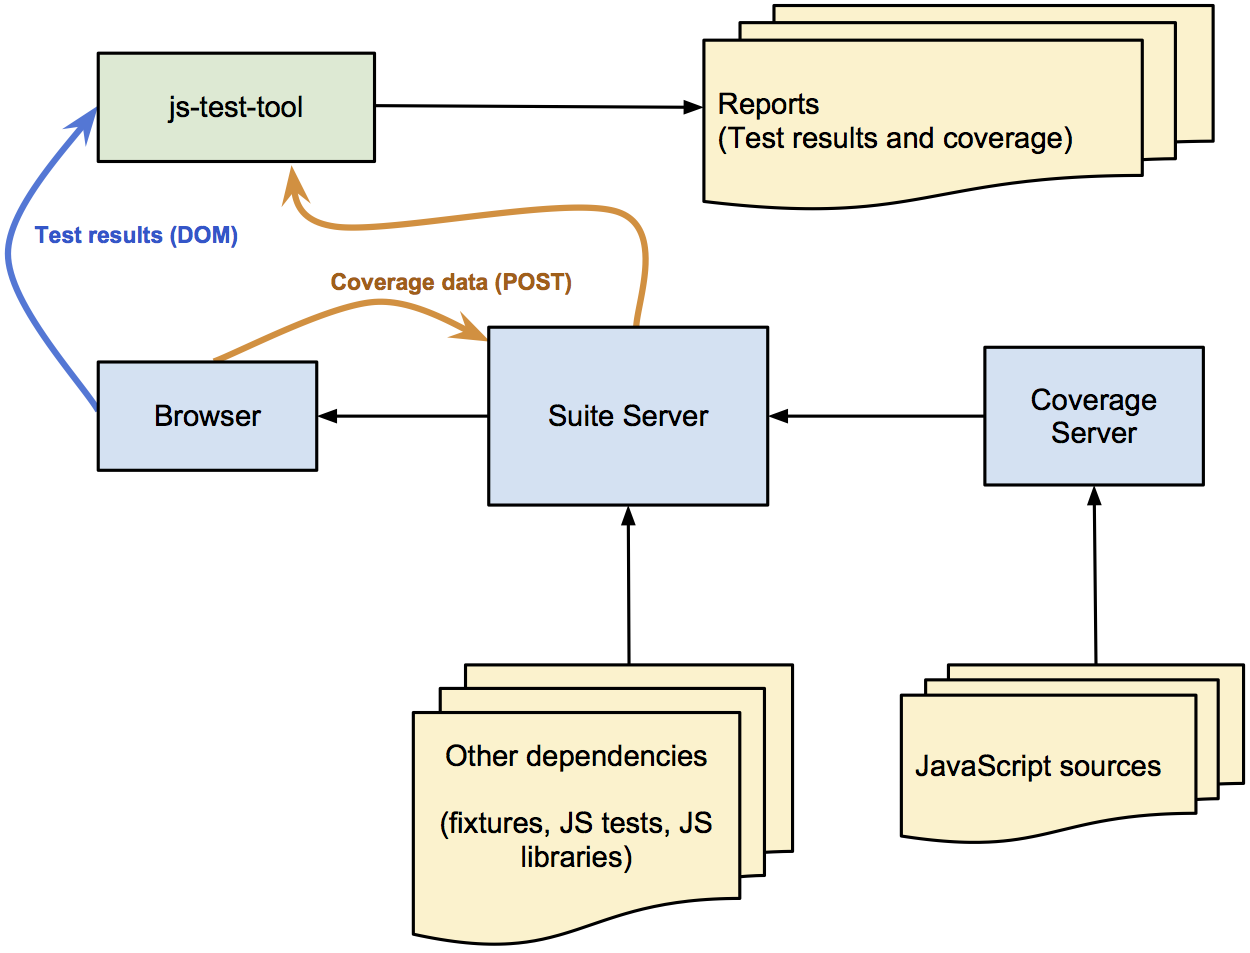 js-test-tool
Reports
(Test results and coverage)
Test results (DOM)
Coverage data (POST)
Browser
Suite Server
Coverage
Server
Other dependencies
(fixtures, JS tests, JS
libraries)
JavaScript sources